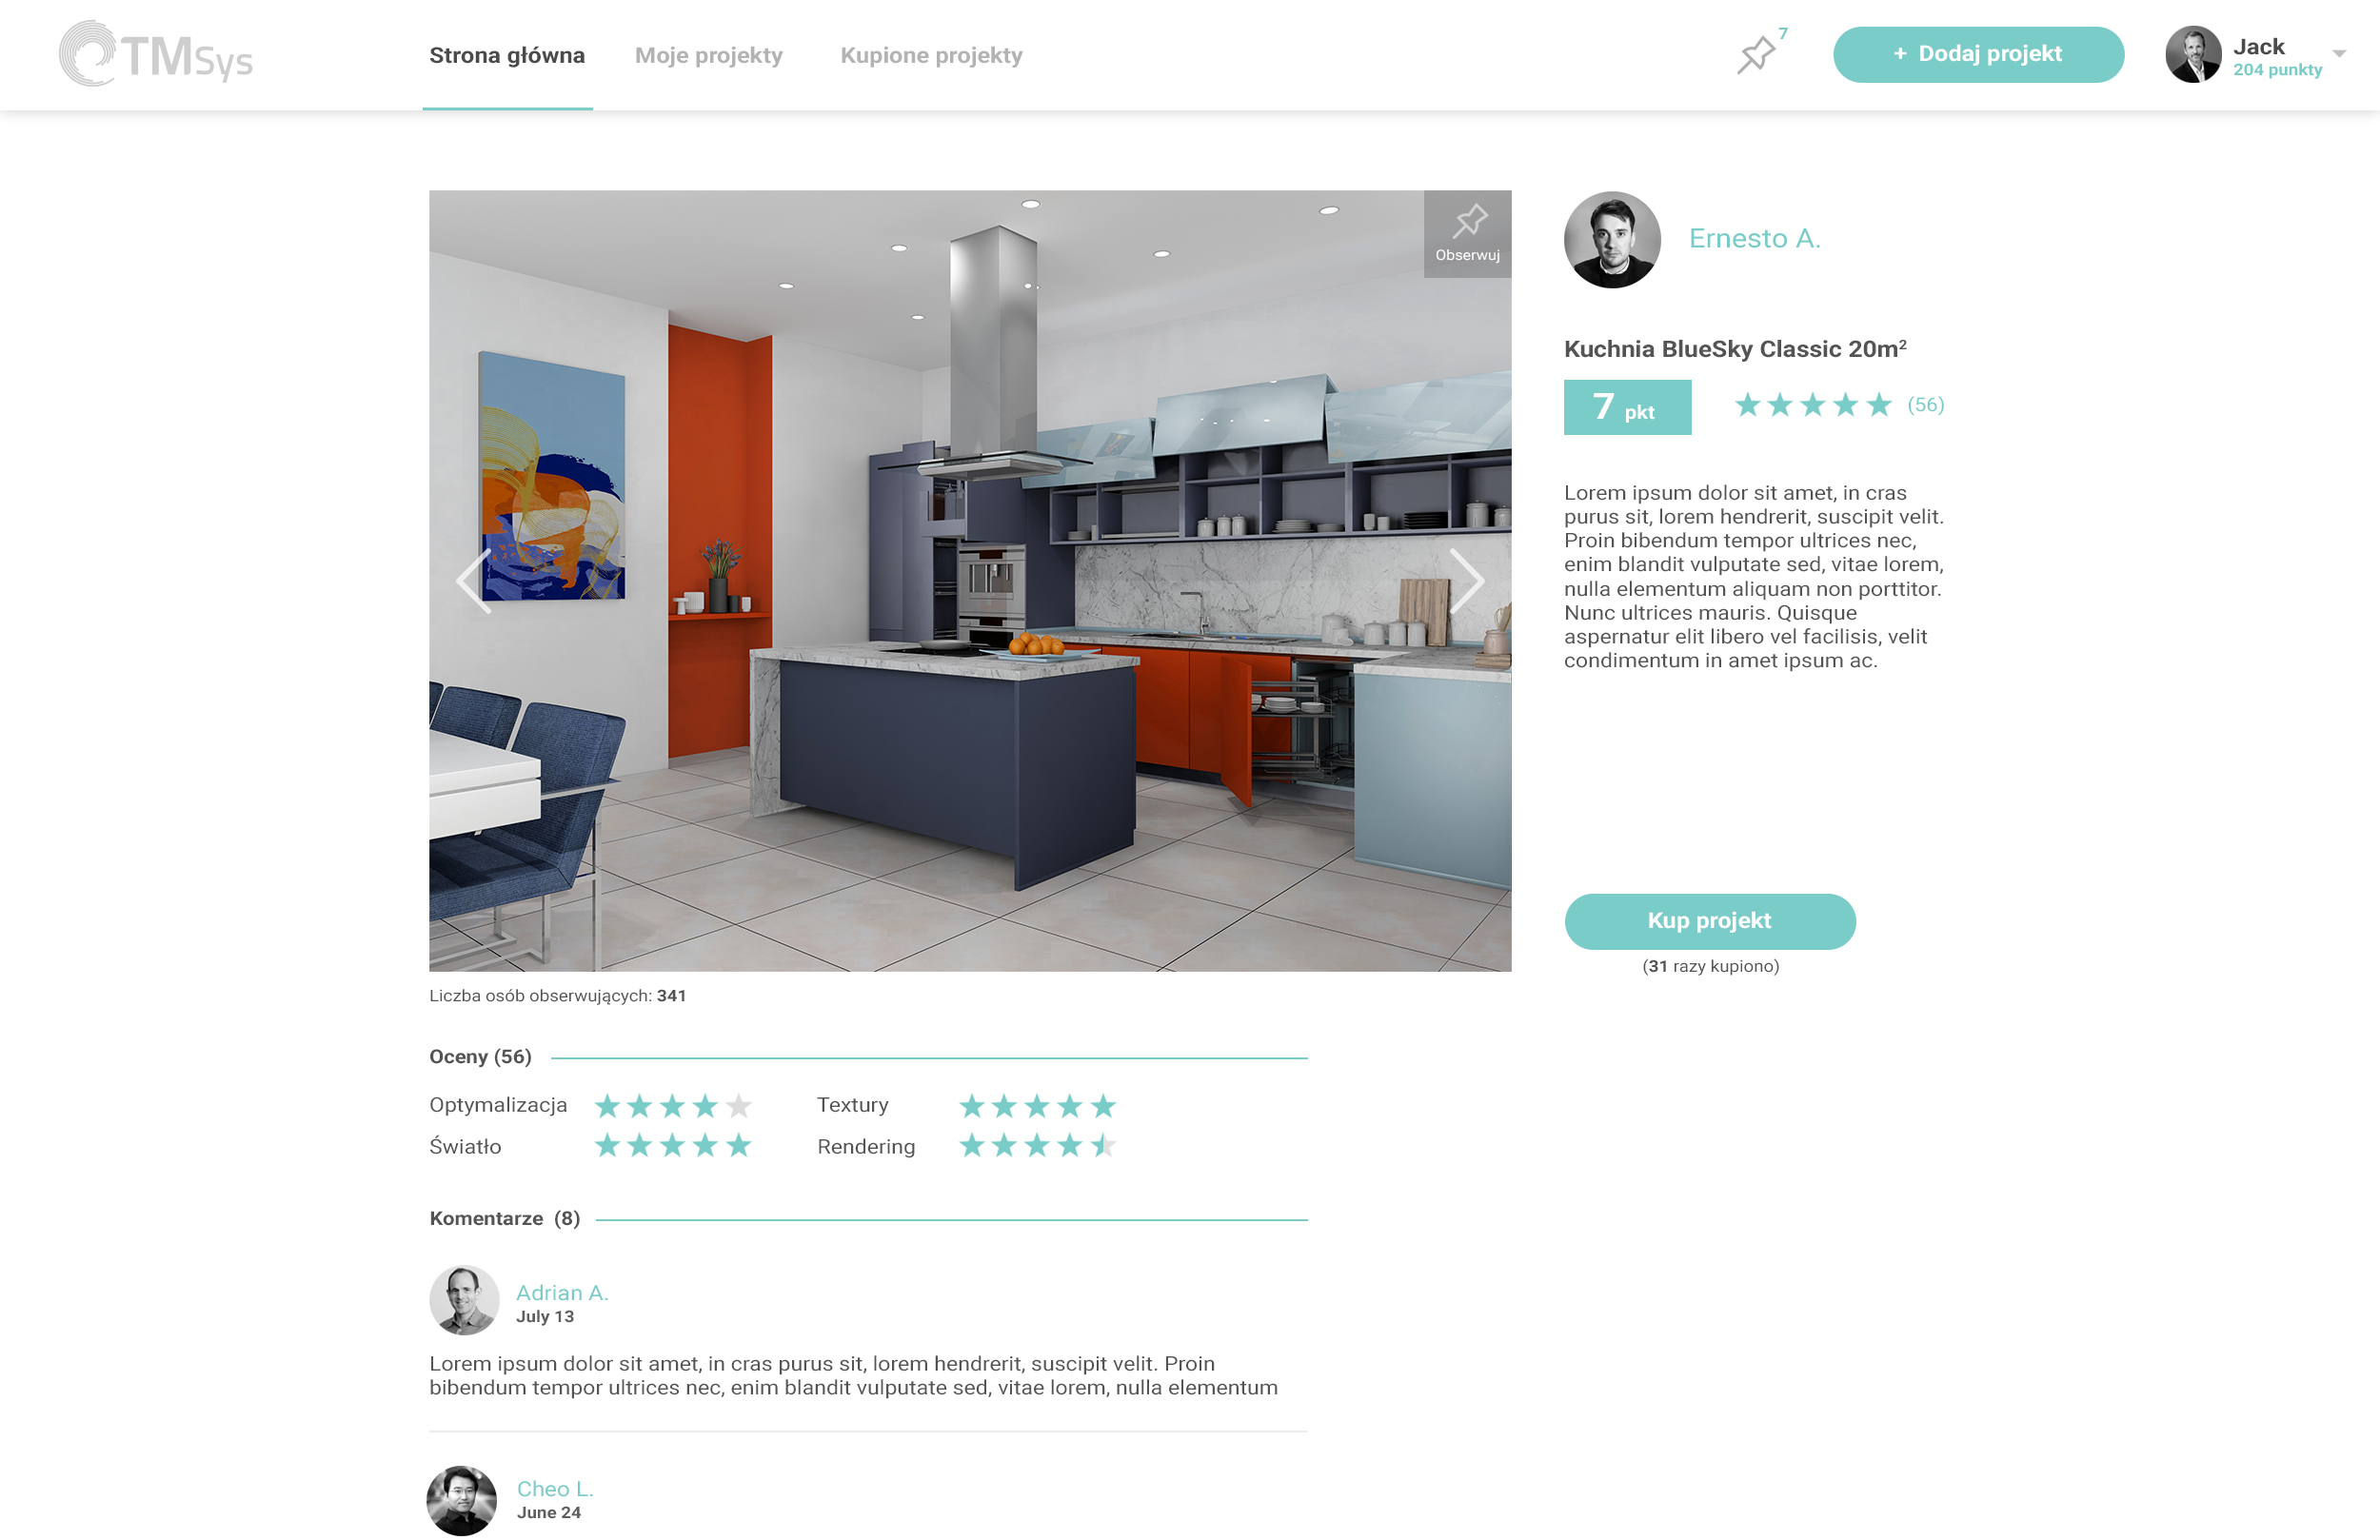 TMSys
Strona główna
Moje projekty
Kupione projekty
7
+ Dodaj projekt
Jack
204 punkty
Obserwuj
Ernesto A.
Kuchnia BlueSky Classic 20m²
7 pkt
(56)
Lorem ipsum dolor sit amet, in cras
purus sit, lorem hendrerit, suscipit velit.
Proin bibendum tempor ultrices nec,
enim blandit vulputate sed, vitae lorem,
nulla elementum aliquam non porttitor.
Nunc ultrices mauris. Quisque
aspernatur elit libero vel facilisis, velit
condimentum in amet ipsum ac.
Kup projekt
(31 razy kupiono)
Liczba osób obserwujących: 341
Oceny (56)
Optymalizacja
Textury
Światło
Rendering
Komentarze (8)
Adrian A.
July 13
Lorem ipsum dolor sit amet, in cras purus sit, lorem hendrerit, suscipit velit. Proin
bibendum tempor ultrices nec, enim blandit vulputate sed, vitae lorem, nulla elementum
Cheo L.
June 24